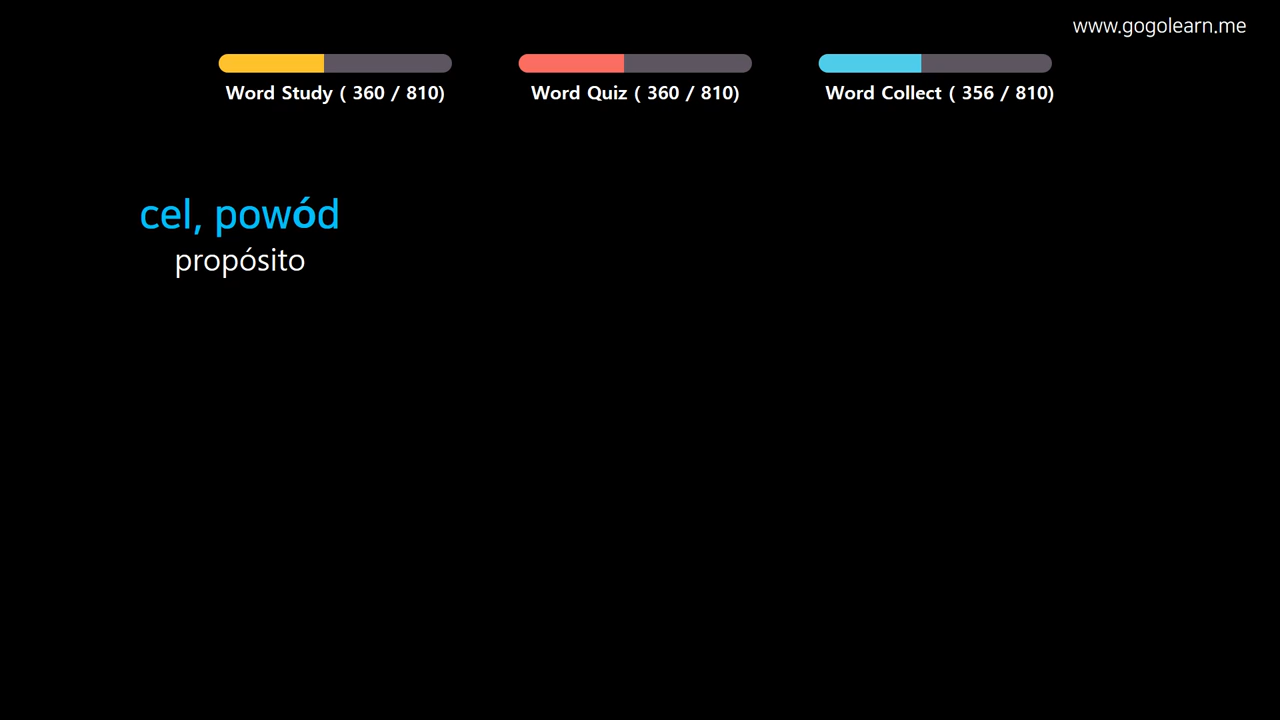 www.gogolearn.me
Word Study ( 360 / 810)
Word Quiz ( 360 / 810)
Word Collect ( 356 / 810)
cel, powód
propósito